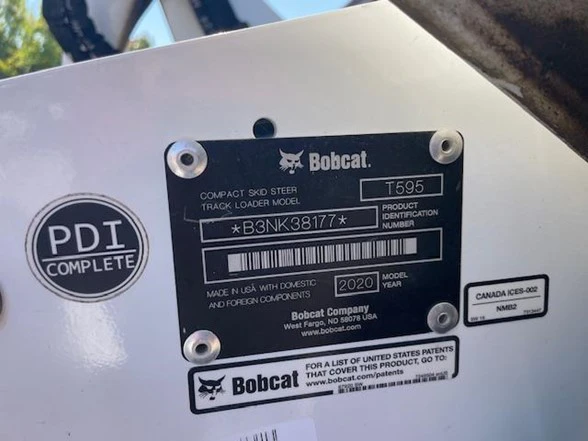 Bobcat.
COMPACT SKID STEER
TRACK LOADER MODEL
T595
*B3NK38177*
PRODUCT
IDENTIFICATION
NUMBER
MADE IN USA WITH DOMESTIC
AND FOREIGN COMPONENTS
2020
MODEL
YEAR
Bobcat Company
West Fargo, ND 58078 USA
www.bobcat.com
PDI
COMPLETE
CANADA ICES-002
NMB2
Bobcat
FOR A LIST OF UNITED STATES PATENTS
THAT COVER THIS PRODUCT, GO TO:
www.bobcat.com/patents